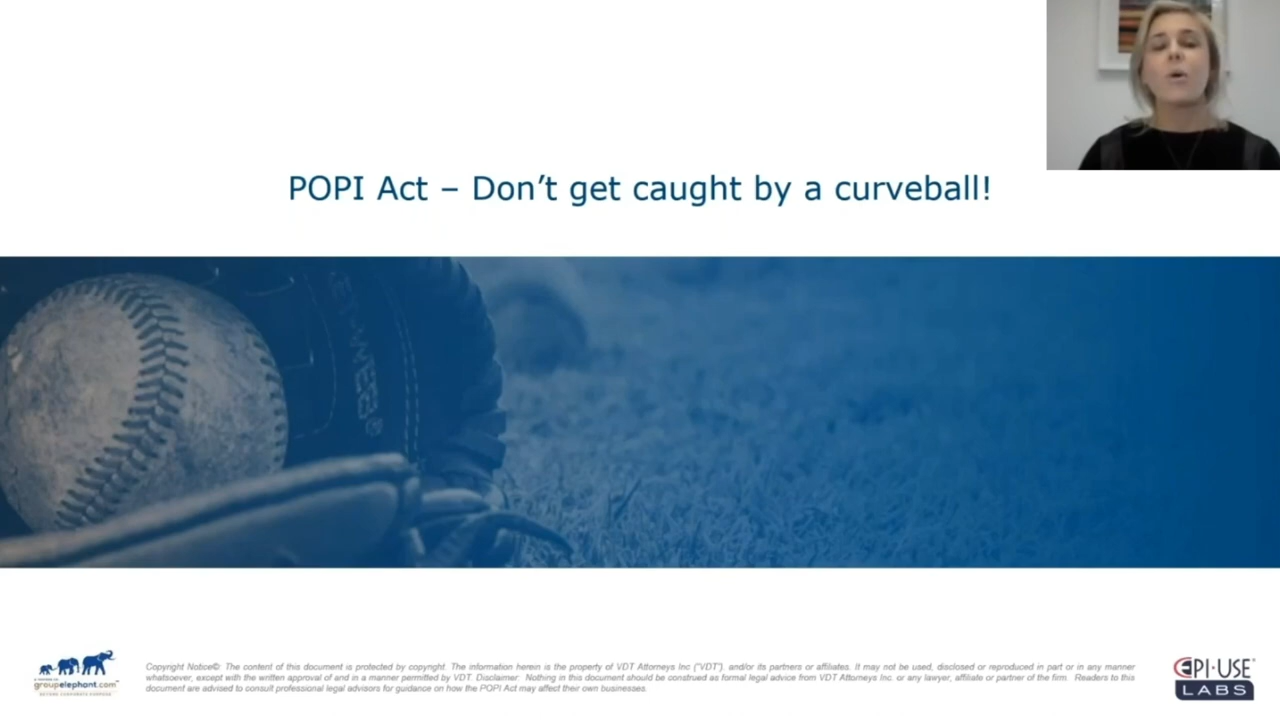 POPI Act – Don't get caught by a curveball!
groupelephant.com
BEYOND CORPORATE PURPOSE
Copyright Notice©: The content of this document is protected by copyright. The information herein is the property of VDT Attorneys Inc ("VDT"). and/or its partners or affiliates. It may not be used, disclosed or reproduced in part or in any manner
whatsoever, except with the written approval of and in a manner permitted by VDT. Disclaimer: Nothing in this document should be construed as formal legal advice from VDT Attorneys Inc. or any lawyer, affiliate or partner of the firm. Readers to this
document are advised to consult professional legal advisors for guidance on how the POPI Act may affect their own businesses.
EPI·USE
LABS